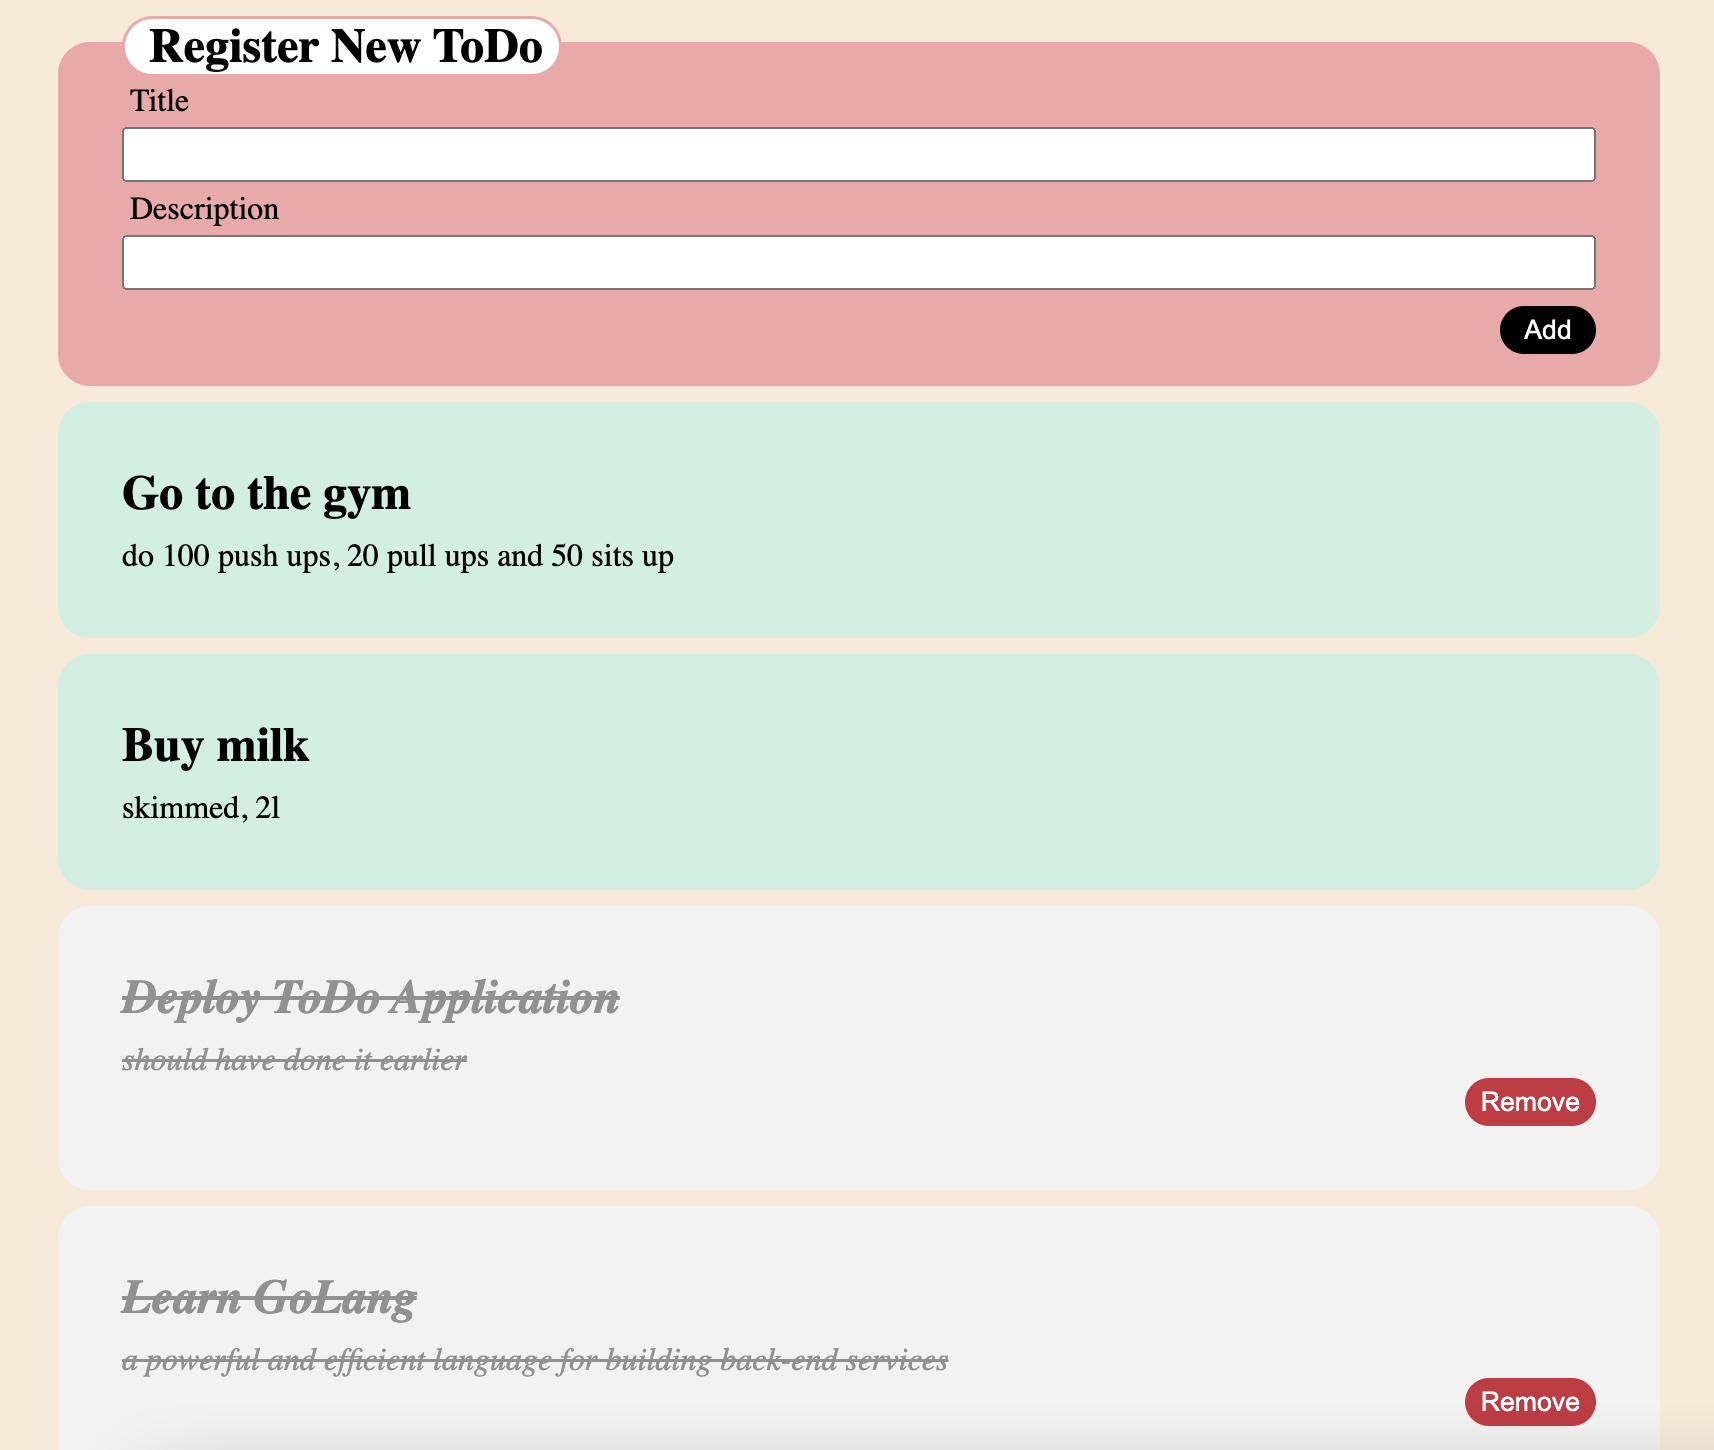 Register New ToDo
Title
Description
Add
Go to the gym
do 100 push ups, 20 pull ups and 50 sits up
Buy milk
skimmed, 2l
Deploy ToDo Application
should have done it earlier
Remove
Learn GoLang
a powerful and efficient language for building back-end services
Remove